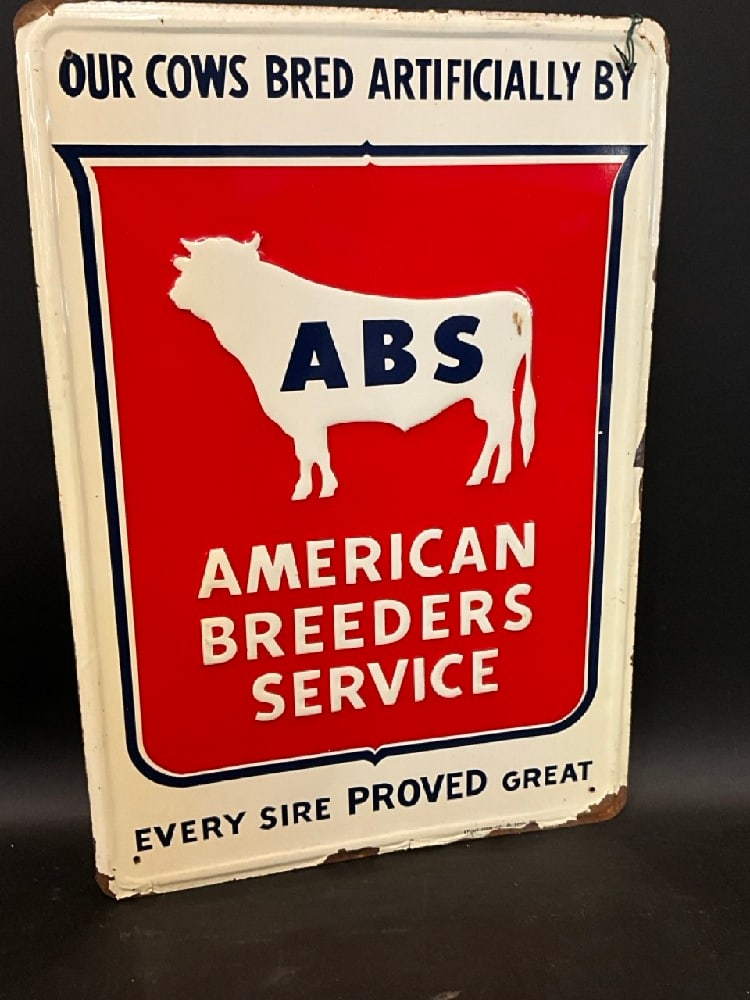 OUR COWS BRED ARTIFICIALLY BY
ABS
AMERICAN
BREEDERS
SERVICE
EVERY SIRE PROVED GREAT